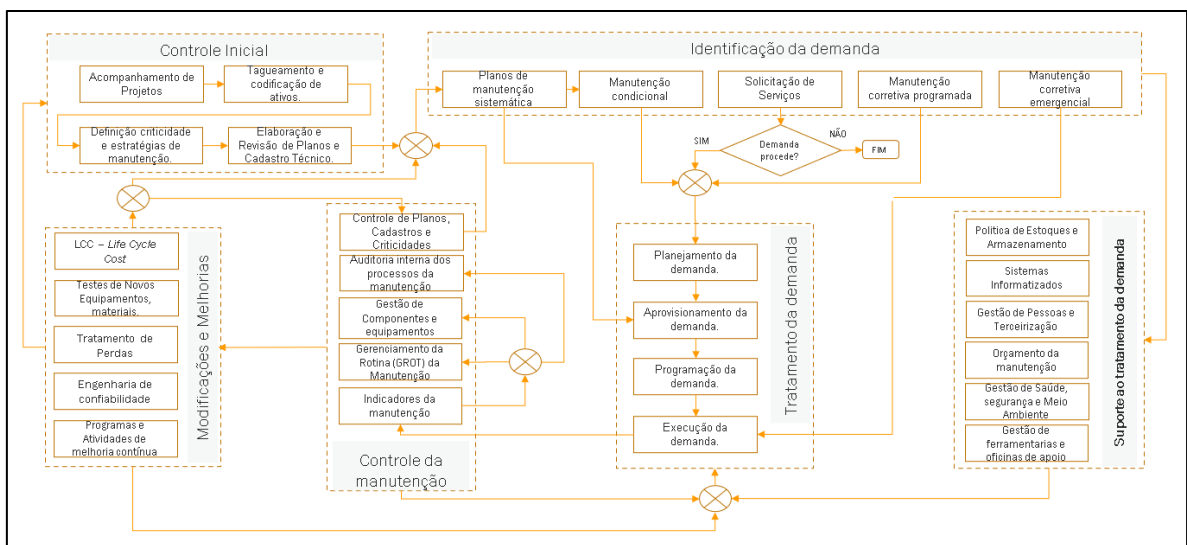 Controle Inicial
Acompanhamento de
Projetos
Tagueamento e
codificação de
ativos.
Definição criticidade
e estratégias de
manutenção.
Elaboração e
Revisão de Planos e
Cadastro Técnico.
Identificação da demanda
Planos de
manutenção
sistemática
Manutenção
condicional
Solicitação de
Serviços
Manutenção
corretiva programada
Manutenção
corretiva
emergencial
SIM
Demanda
procede?
NÃO
FIM
LCC – Life Cycle
Cost
Testes de Novos
Equipamentos,
materiais.
Tratamento de
Perdas
Engenharia de
confiabilidade
Programas e
Atividades de
melhoria contínua
Modificações e Melhorias
Controle de Planos,
Cadastros e
Criticidades
Auditoria interna dos
processos da
manutenção
Gestão de
Componentes e
equipamentos
Gerenciamento da
Rotina (GROT) da
Manutenção
Indicadores da
manutenção
Controle da
manutenção
Planejamento da
demanda.
Aprovisionamento da
demanda.
Programação da
demanda.
Execução da
demanda.
Tratamento da demanda
Politica de Estoques e
Armazenamento
Sistemas
Informatizados
Gestão de Pessoas e
Terceirização
Orçamento da
manutenção
Gestão de Saúde,
segurança e Meio
Ambiente
Gestão de
ferramentarias e
oficinas de apoio
Suporte ao tratamento da demanda